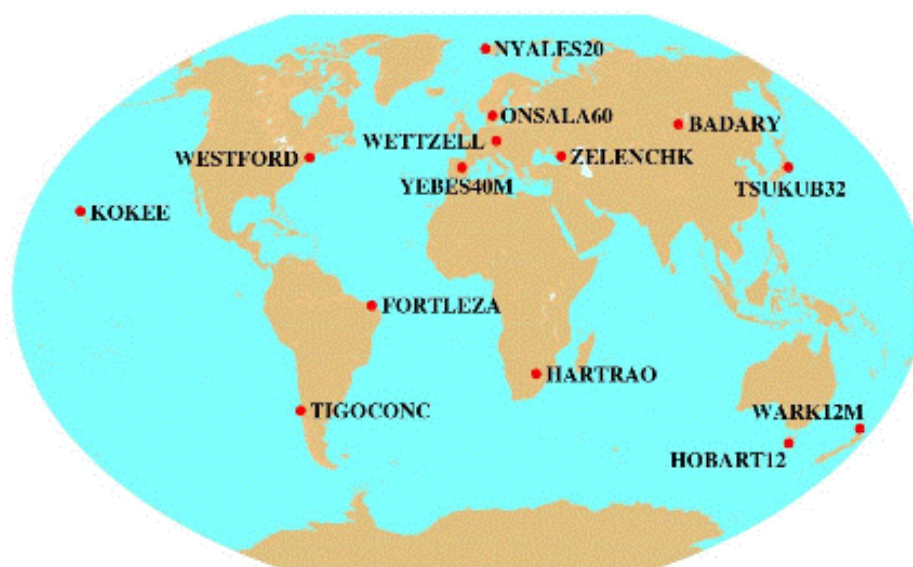 NYALES20
ONSALA60
BADARY
WETTZELL
WESTFORD
ZELENCHK
YEBES40M
TSUKUB32
KOKEE
FORTLEZA
HARTRAO
TIGOCONC
WARK12M
HOBART12